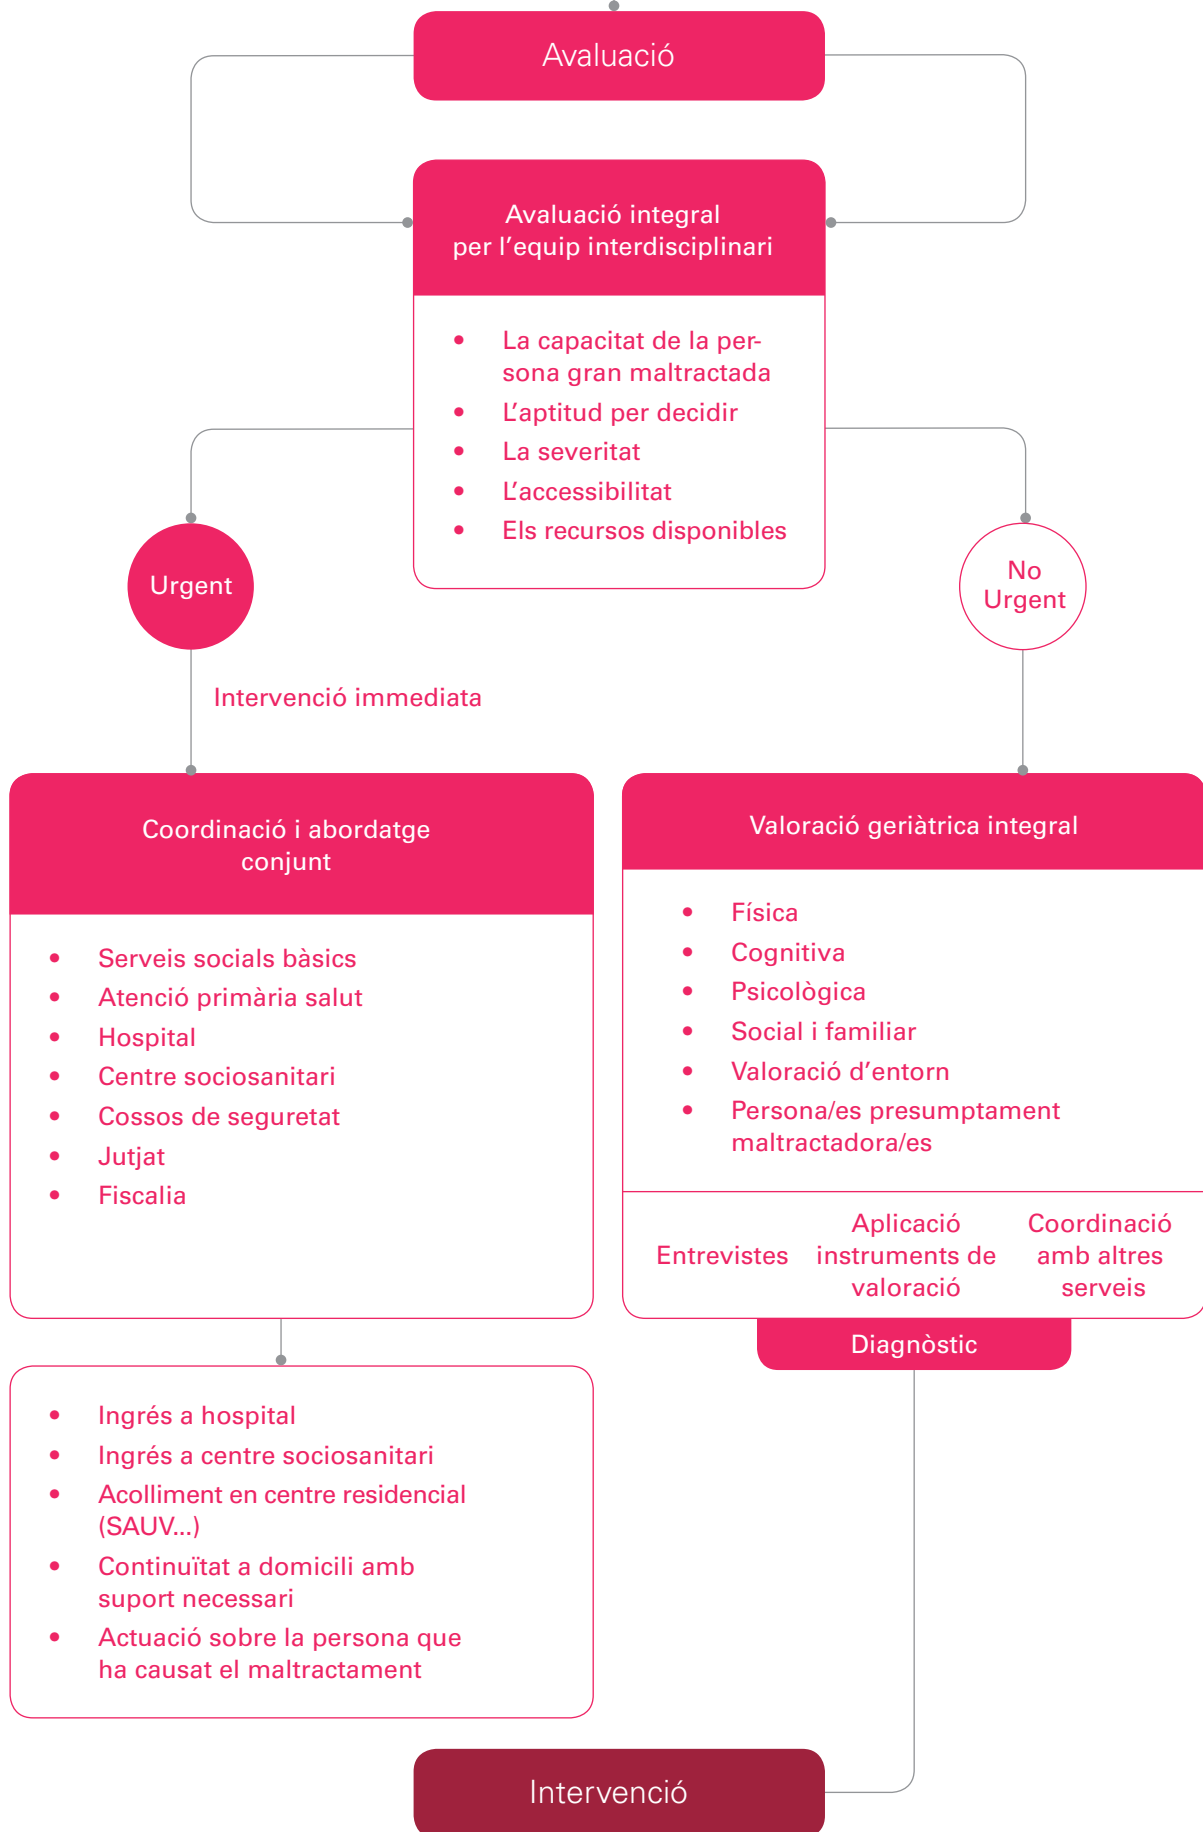 Avaluació
Avaluació integral
per l’equip interdisciplinari
• La capacitat de la per-
sona gran maltractada
• L’aptitud per decidir
• La severitat
• L’accessibilitat
• Els recursos disponibles
Urgent
No
Urgent
Intervenció immediata
Coordinació i abordatge
conjunt
• Serveis socials bàsics
• Atenció primària salut
• Hospital
• Centre sociosanitari
• Cossos de seguretat
• Jutjat
• Fiscalia
Valoració geriàtrica integral
• Física
• Cognitiva
• Psicològica
• Social i familiar
• Valoració d’entorn
• Persona/es presumptament
maltractadora/es
Entrevistes
Aplicació
instruments de
valoració
Coordinació
amb altres
serveis
Diagnòstic
• Ingrés a hospital
• Ingrés a centre sociosanitari
• Acolliment en centre residencial
(SAUV...)
• Continuïtat a domicili amb
suport necessari
• Actuació sobre la persona que
ha causat el maltractament
Intervenció